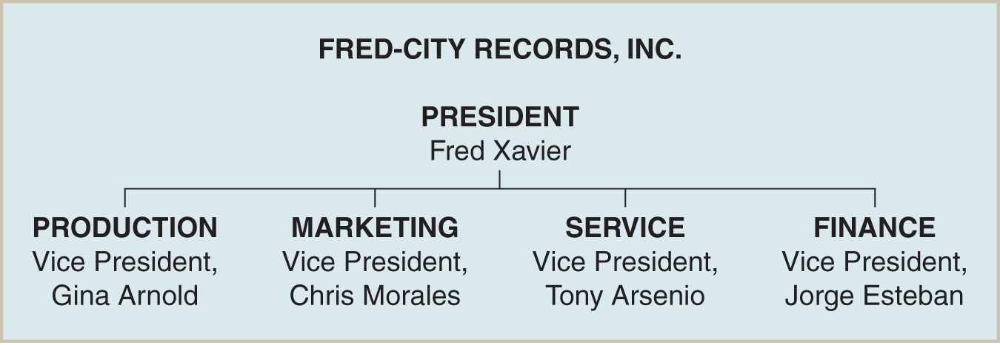 FRED-CITY RECORDS, INC.
PRESIDENT
Fred Xavier
PRODUCTION
Vice President,
Gina Arnold
MARKETING
Vice President,
Chris Morales
SERVICE
Vice President,
Tony Arsenio
FINANCE
Vice President,
Jorge Esteban